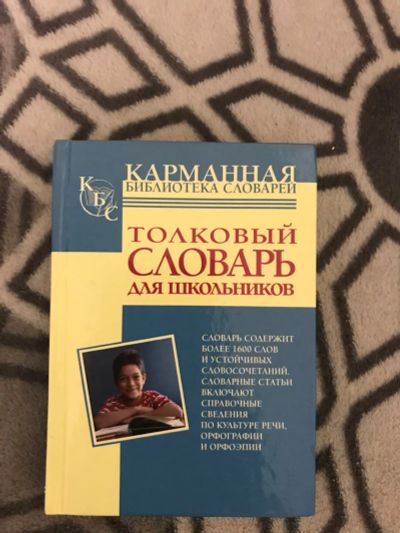 КАРМАННАЯ
БИБЛИОТЕКА СЛОВАРЕЙ
К
Б
С
ТОЛКОВЫЙ
СЛОВАРЬ
ДЛЯ ШКОЛЬНИКОВ
СЛОВАРЬ СОДЕРЖИТ
БОЛЕЕ 1600 СЛОВ
И УСТОЙЧИВЫХ
СЛОВОСОЧЕТАНИЙ.
СЛОВАРНЫЕ СТАТЬИ
ВКЛЮЧАЮТ
СПРАВОЧНЫЕ
СВЕДЕНИЯ
ПО КУЛЬТУРЕ РЕЧИ,
ОРФОГРАФИИ
И ОРФОЭПИИ